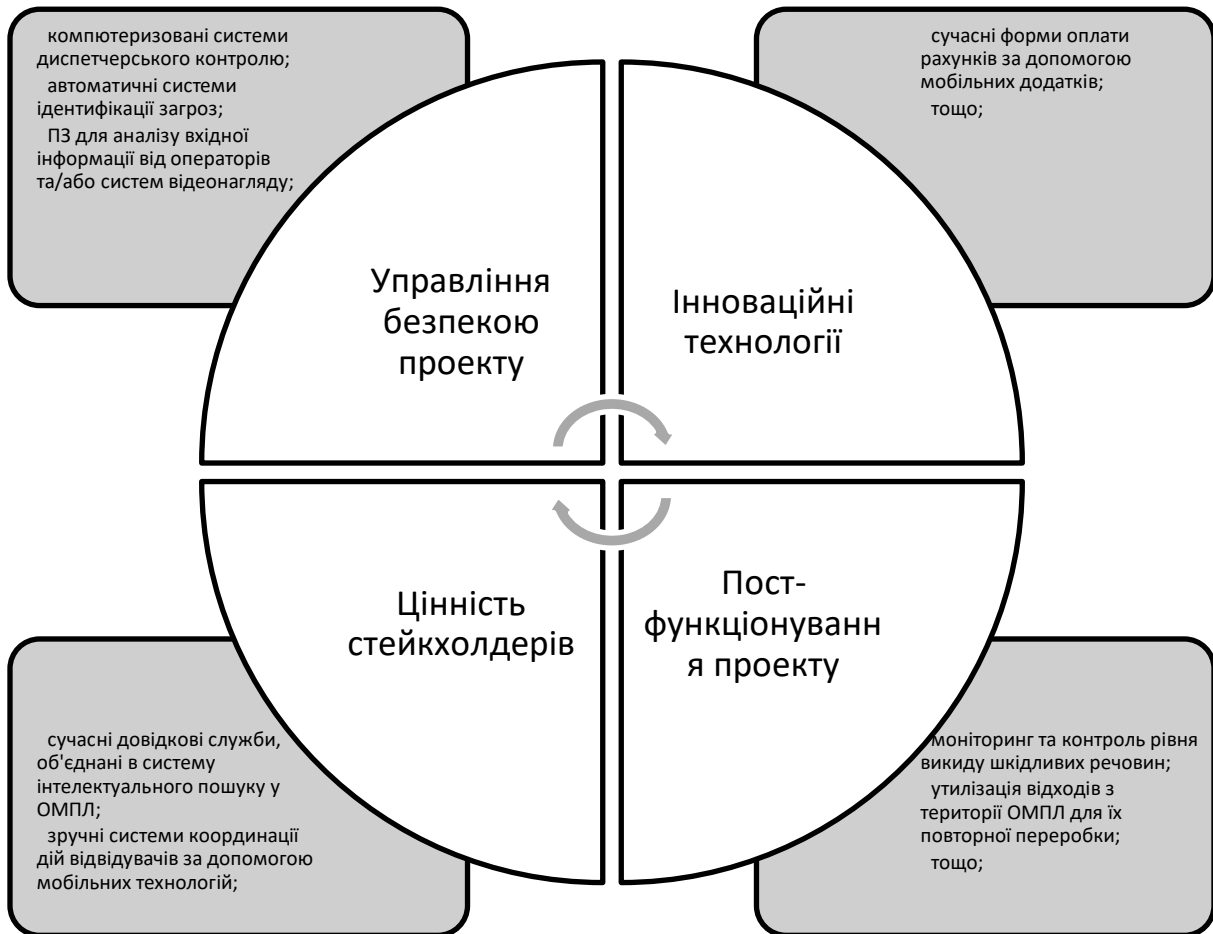 компютеризовані системи
диспетчерського контролю;
автоматичні системи
ідентифікації загроз;
ПЗ для аналізу вхідної
інформації від операторів
та/або систем відеонагляду;
сучасні форми оплати
рахунків за допомогою
мобільних додатків;
тощо;
Управління
безпекою
проекту
Інноваційні
технології
Цінність
стейкхолдерів
Пост-
функціонуванн
я проекту
сучасні довідкові служби,
об'єднані в систему
інтелектуального пошуку у
ОМПЛ;
зручні системи координації
дій відвідувачів за допомогою
мобільних технологій;
моніторинг та контроль рівня
викиду шкідливих речовин;
утилізація відходів з
території ОМПЛ для їх
повторної переробки;
тощо;